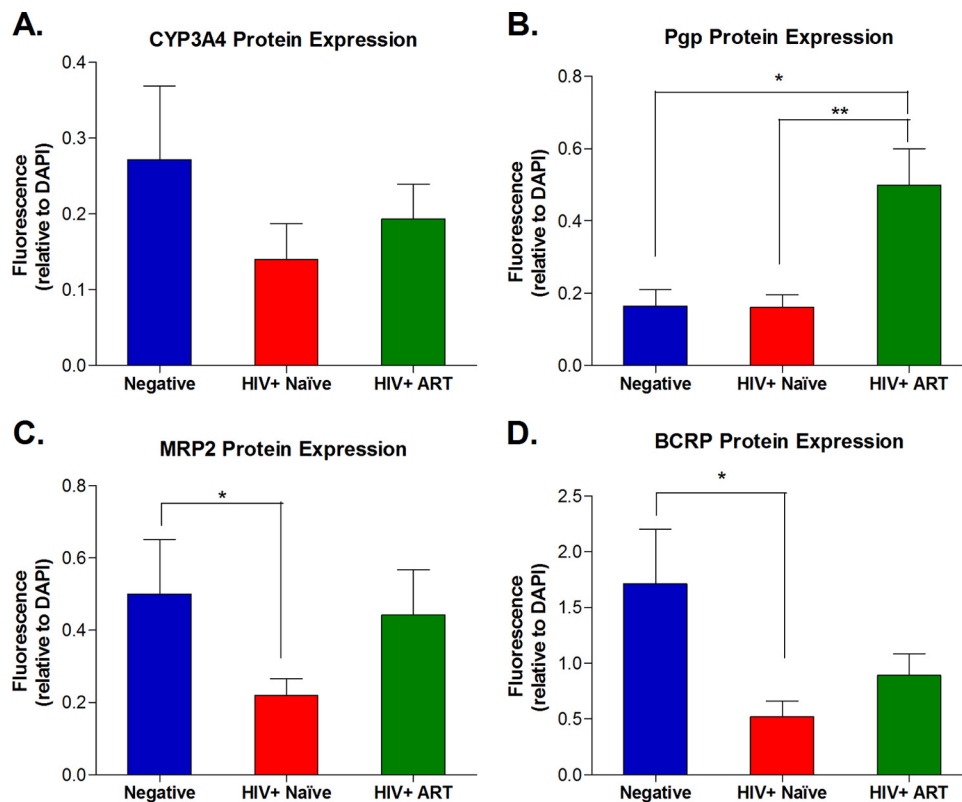 A.
CYP3A4 Protein Expression
Fluorescence
(relative to DAPI)
0.4
0.3
0.2
0.1
0.0
Negative HIV+ Naïve HIV+ ART
B.
Pgp Protein Expression
Fluorescence
(relative to DAPI)
0.8
0.6
0.4
0.2
0.0
*
**
Negative HIV+ Naïve HIV+ ART
C.
MRP2 Protein Expression
Fluorescence
(relative to DAPI)
0.8
0.6
0.4
0.2
0.0
*
Negative HIV+ Naïve HIV+ ART
D.
BCRP Protein Expression
Fluorescence
(relative to DAPI)
2.5
2.0
1.5
1.0
0.5
0.0
*
Negative HIV+ Naïve HIV+ ART